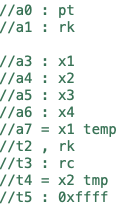 //a0 : pt
//a1 : rk

//a3 : x1
//a4 : x2
//a5 : x3
//a6 : x4
//a7 = x1 temp
//t2 , rk
//t3 : rc
//t4 = x2 tmp
//t5 : 0xffff